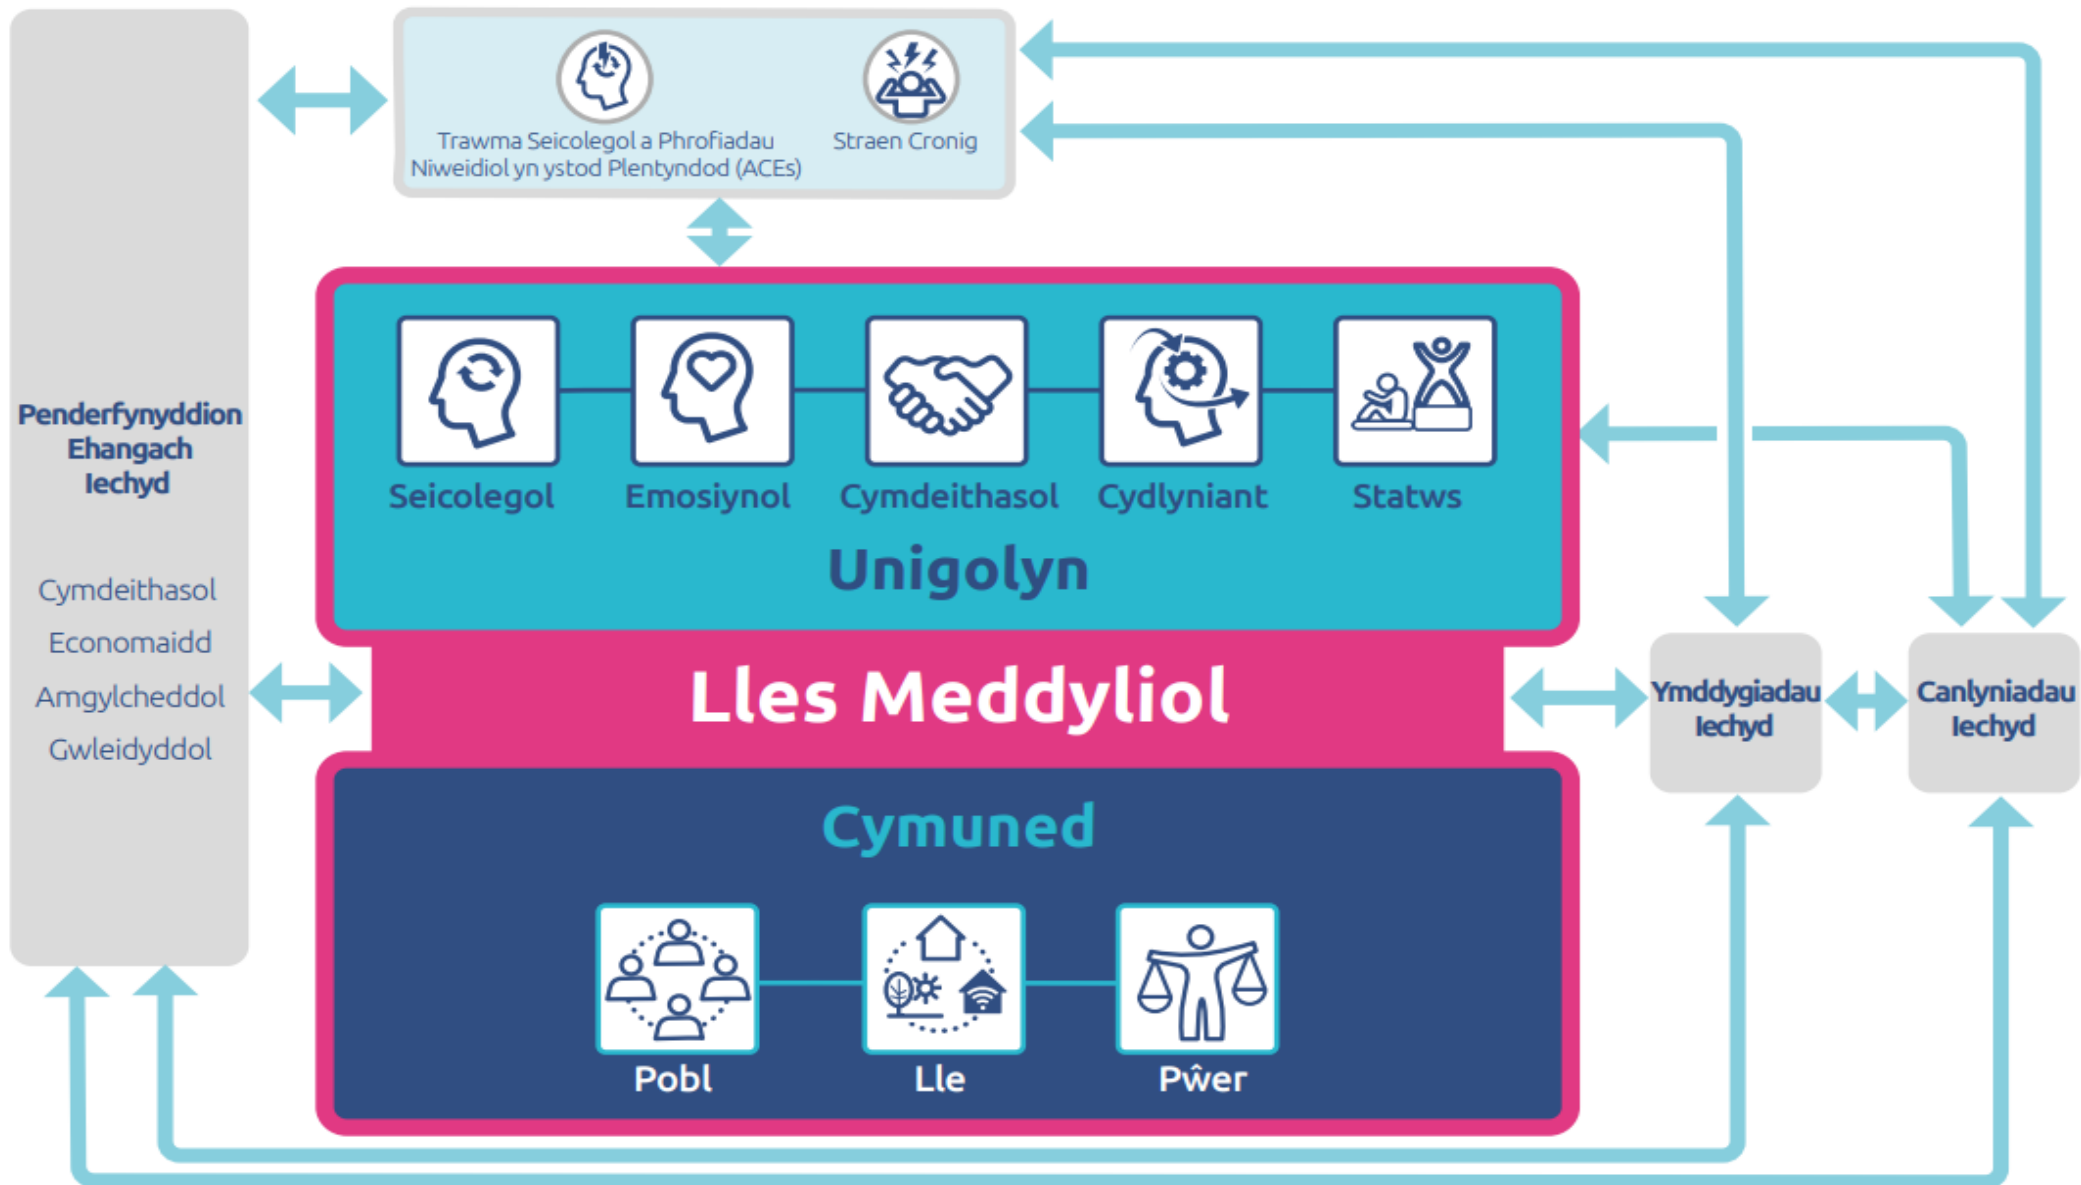 Penderfynyddion
Ehangach
Iechyd
Cymdeithasol
Economaidd
Amgylcheddol
Gwleidyddol
Trawma Seicolegol a Phrofiadau
Niweidiol yn ystod Plentyndod (ACEs)
Straen Cronig
Seicolegol
Emosiynol
Cymdeithasol
Cydlyniant
Statws
Unigolyn
Lles Meddyliol
Cymuned
Pobl
Lle
Pŵer
Ymddygiadau
Iechyd
Canlyniadau
Iechyd